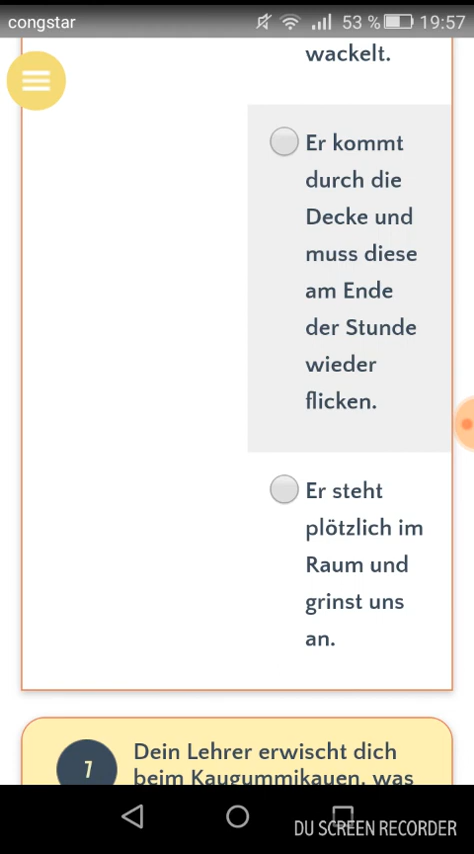 congstar 53 % 19:57
wackelt.
Er kommt
durch die
Decke und
muss diese
am Ende
der Stunde
wieder
flicken.
Er steht
plötzlich im
Raum und
grinst uns
an.
7 Dein Lehrer erwischt dich
beim Kaugummikauen, was
DU SCREEN RECORDER